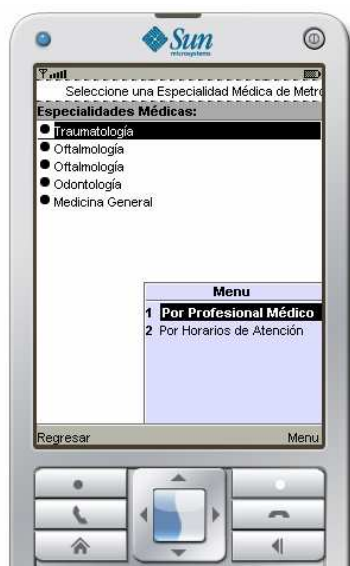 Sun
microsystems
Seleccione una Especialidad Médica de Metro
Especialidades Médicas:
Traumatología
Oftalmología
Oftalmología
Odontología
Medicina General
Menu
1 Por Profesional Médico
2 Por Horarios de Atención
Regresar Menu